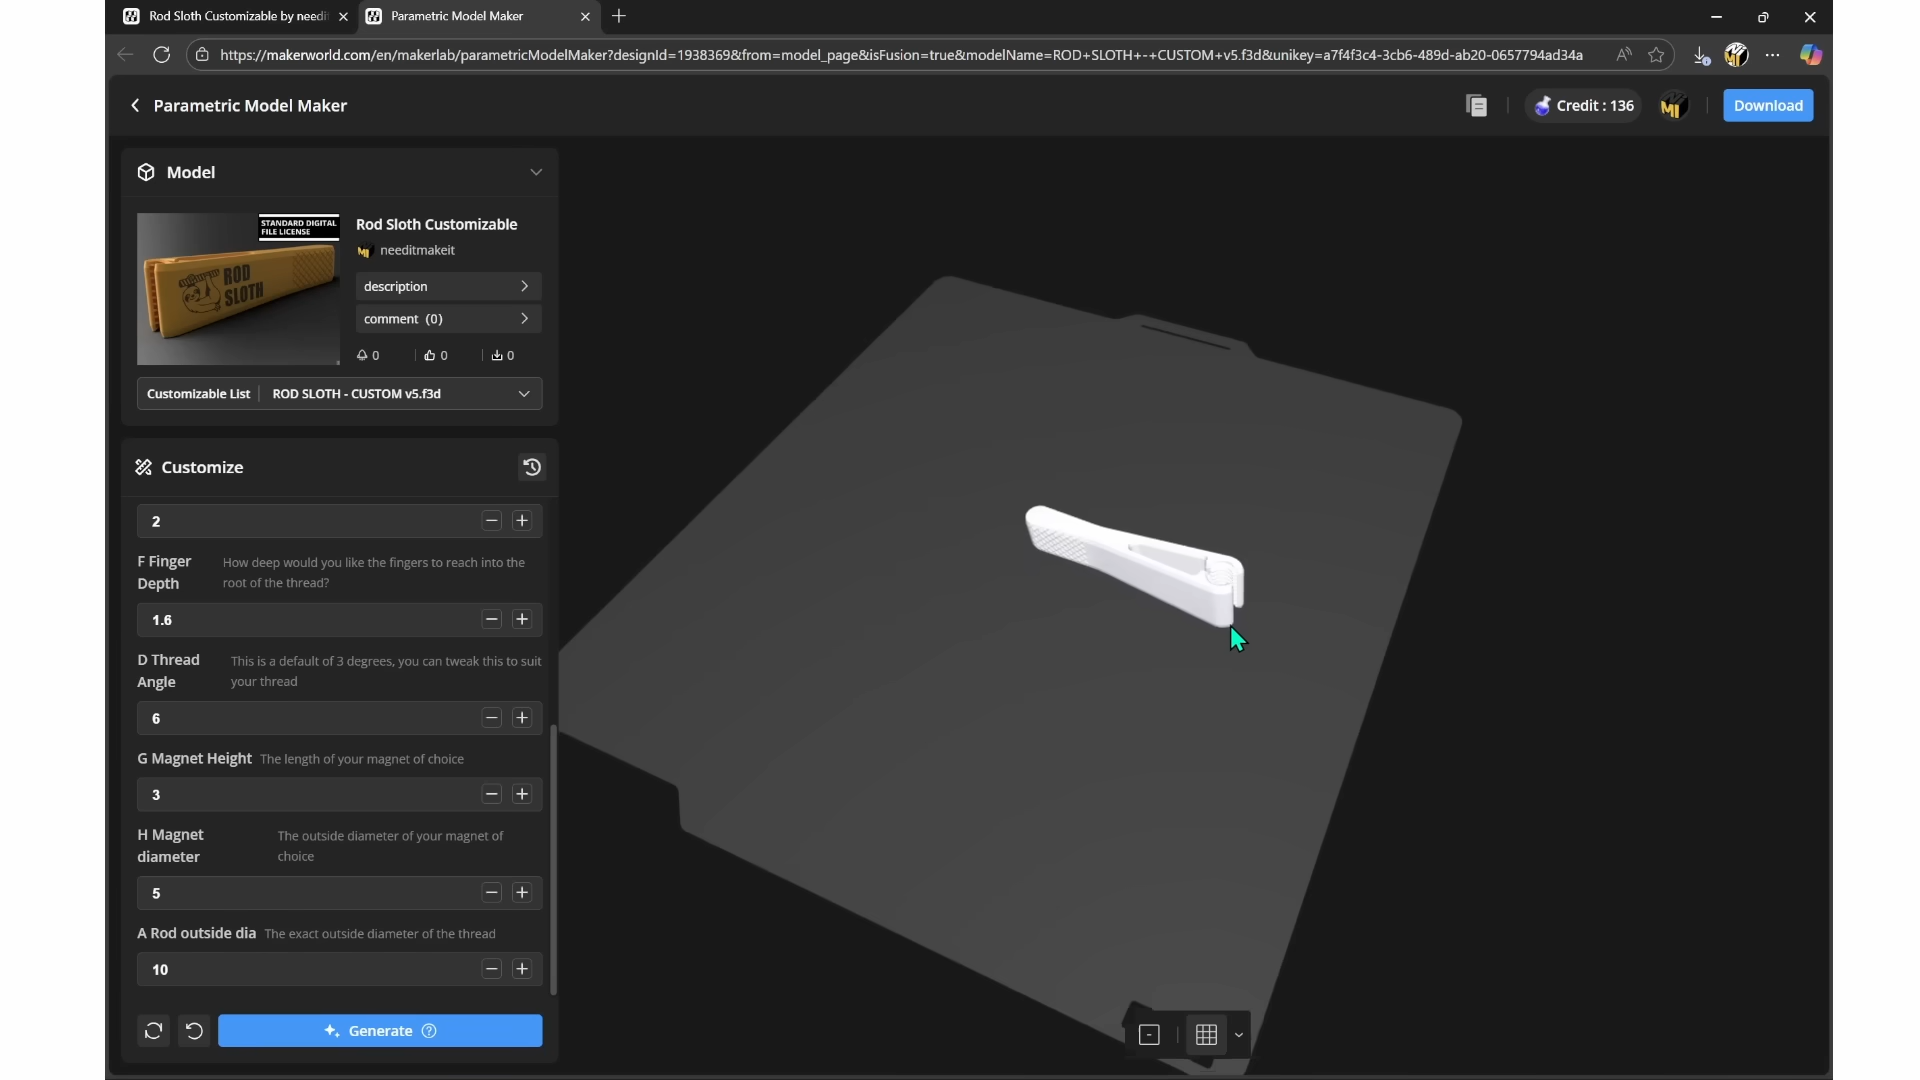 Rod Sloth Customizable by needi
Parametric Model Maker
https://makerworld.com/en/makerlab/parametricModelMaker?designId=1938369&from=model_page&isFusion=true&modelName=ROD+SLOTH+-+CUSTOM+v5.f3d&unikey=a7f4f3c4-3cb6-489d-ab20-0657794ad34a
Parametric Model Maker
Credit : 136
Download
Model
STANDARD DIGITAL
FILE LICENSE
ROD
SLOTH
Rod Sloth Customizable
needitmakeit
description
comment (0)
0
0
0
Customizable List
ROD SLOTH - CUSTOM v5.f3d
Customize
2
F Finger Depth
How deep would you like the fingers to reach into the
root of the thread?
1.6
D Thread Angle
This is a default of 3 degrees, you can tweak this to suit
your thread
6
G Magnet Height
The length of your magnet of choice
3
H Magnet diameter
The outside diameter of your magnet of
choice
5
A Rod outside dia
The exact outside diameter of the thread
10
Generate